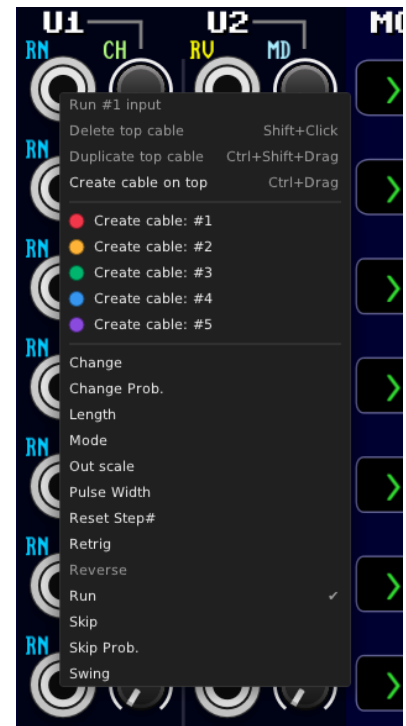 U1 U2 MO
RN CH RV MD
Run #1 input
Delete top cable Shift+Click
RN
Duplicate top cable Ctrl+Shift+Drag
Create cable on top Ctrl+Drag
Create cable: #1
RN
Create cable: #2
Create cable: #3
Create cable: #4
Create cable: #5
RN
Change
Change Prob.
Length
RN
Mode
Out scale
Pulse Width
Reset Step#
RN
Retrig
Reverse
Run ✓
Skip
RN
Skip Prob.
Swing